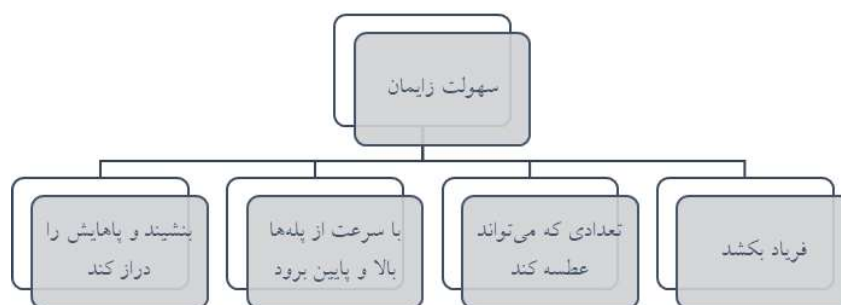 سهولت زایمان
فریاد بکشد
تعدادی که می‌تواند
عطسه کند
با سرعت از پله‌ها
بالا و پایین برود
بنشیند و پاهایش را
دراز کند